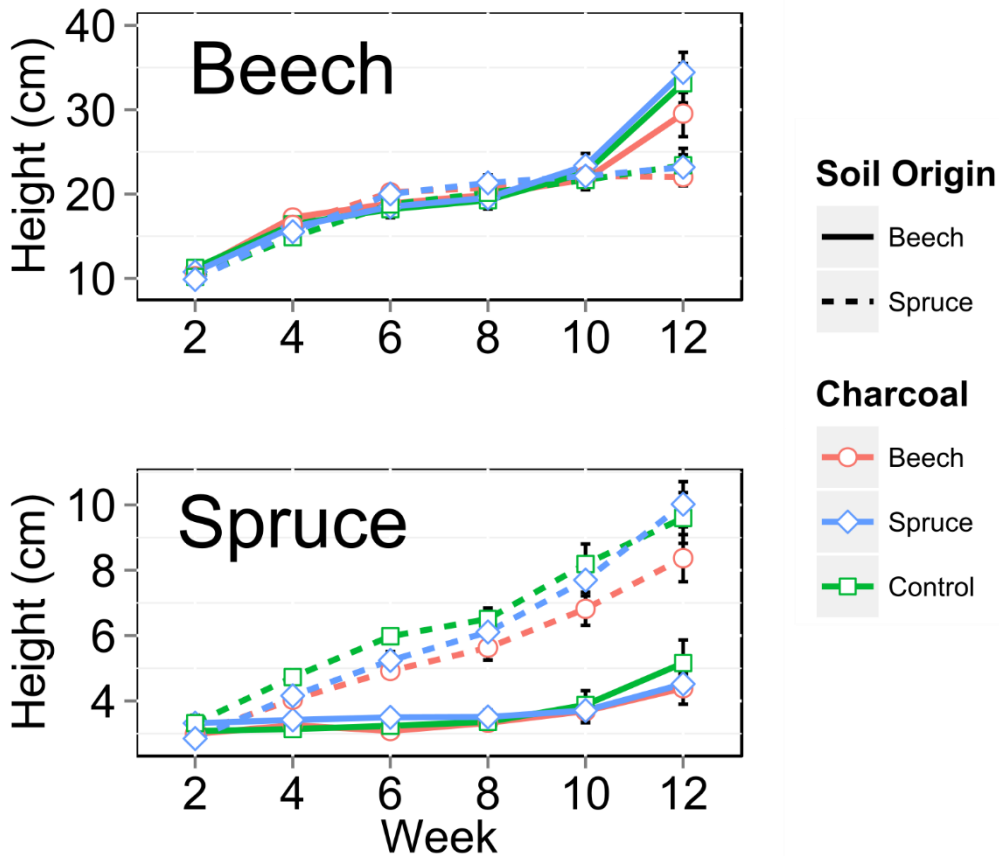 Beech
Height (cm)
40
30
20
10
2 4 6 8 10 12
Spruce
Height (cm)
10
8
6
4
2 4 6 8 10 12
Week
Soil Origin
Beech
Spruce
Charcoal
Beech
Spruce
Control